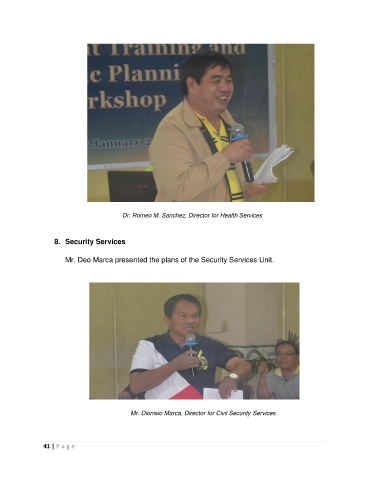 t Training and
c Planni
rkshop
January 2
Dr. Romeo M. Sanchez, Director for Health Services
8. Security Services
Mr. Deo Marca presented the plans of the Security Services Unit.
Mr. Dionisio Marca, Director for Civil Security Services
41 | P a g e